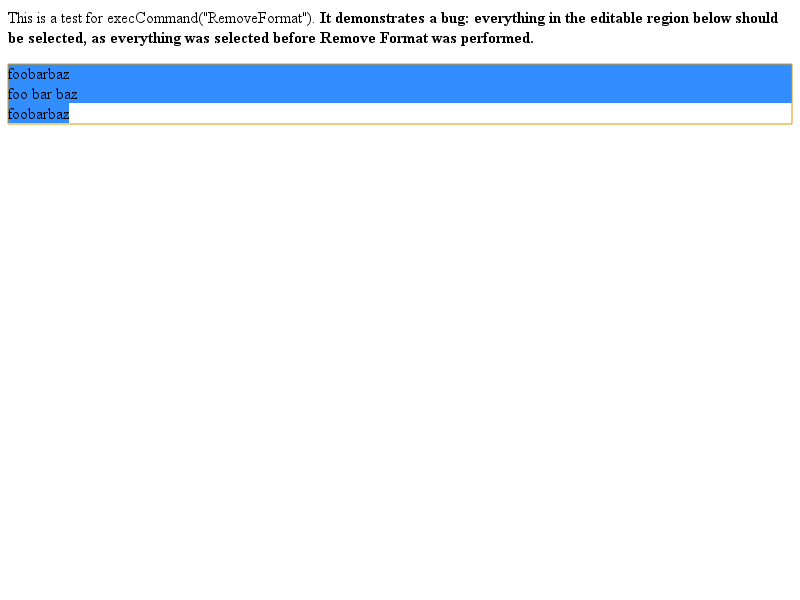 This is a test for execCommand("RemoveFormat"). It demonstrates a bug: everything in the editable region below should
be selected, as everything was selected before Remove Format was performed.
foobarbaz
foo bar baz
foobarbaz